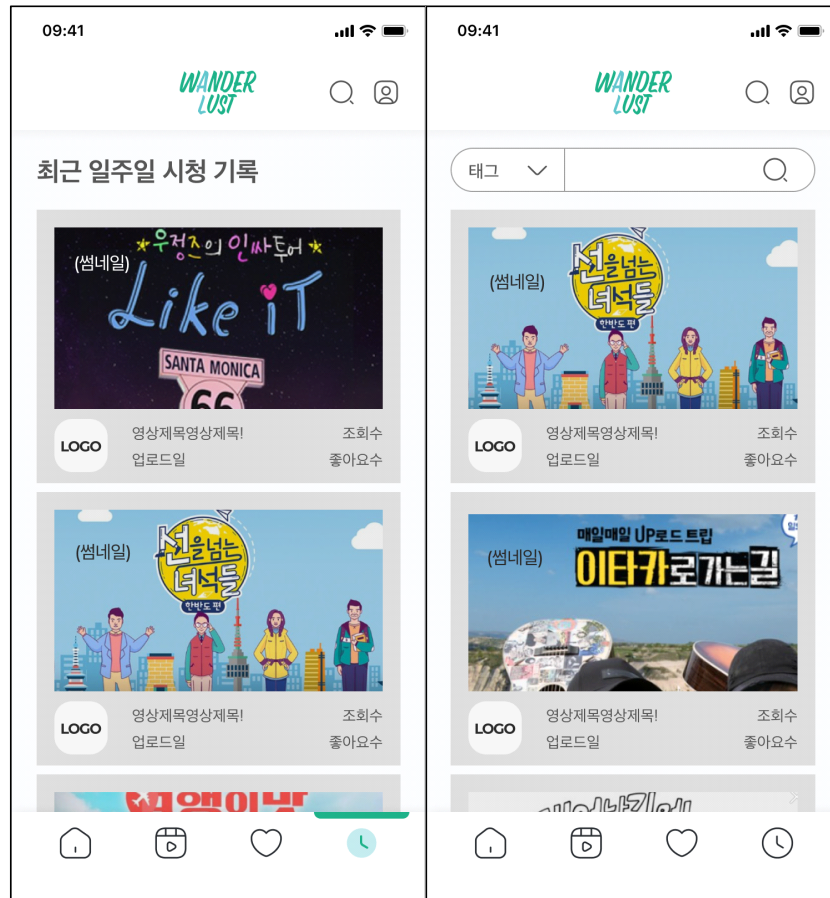 09:41
WANDER
LUST
최근 일주일 시청 기록
우정즈의 인싸투어
(썸네일)
Like iT
SANTA MONICA
66
LOGO
영상제목영상제목!
조회수
업로드일
좋아요수
(썸네일)
선을 넘는
녀석들
한반도 편
LOGO
영상제목영상제목!
조회수
업로드일
좋아요수
09:41
WANDER
LUST
태그
(썸네일)
선을 넘는
녀석들
한반도 편
LOGO
영상제목영상제목!
조회수
업로드일
좋아요수
매일매일 UP로드 트립
(썸네일)
이타카로 가는 길
LOGO
영상제목영상제목!
조회수
업로드일
좋아요수